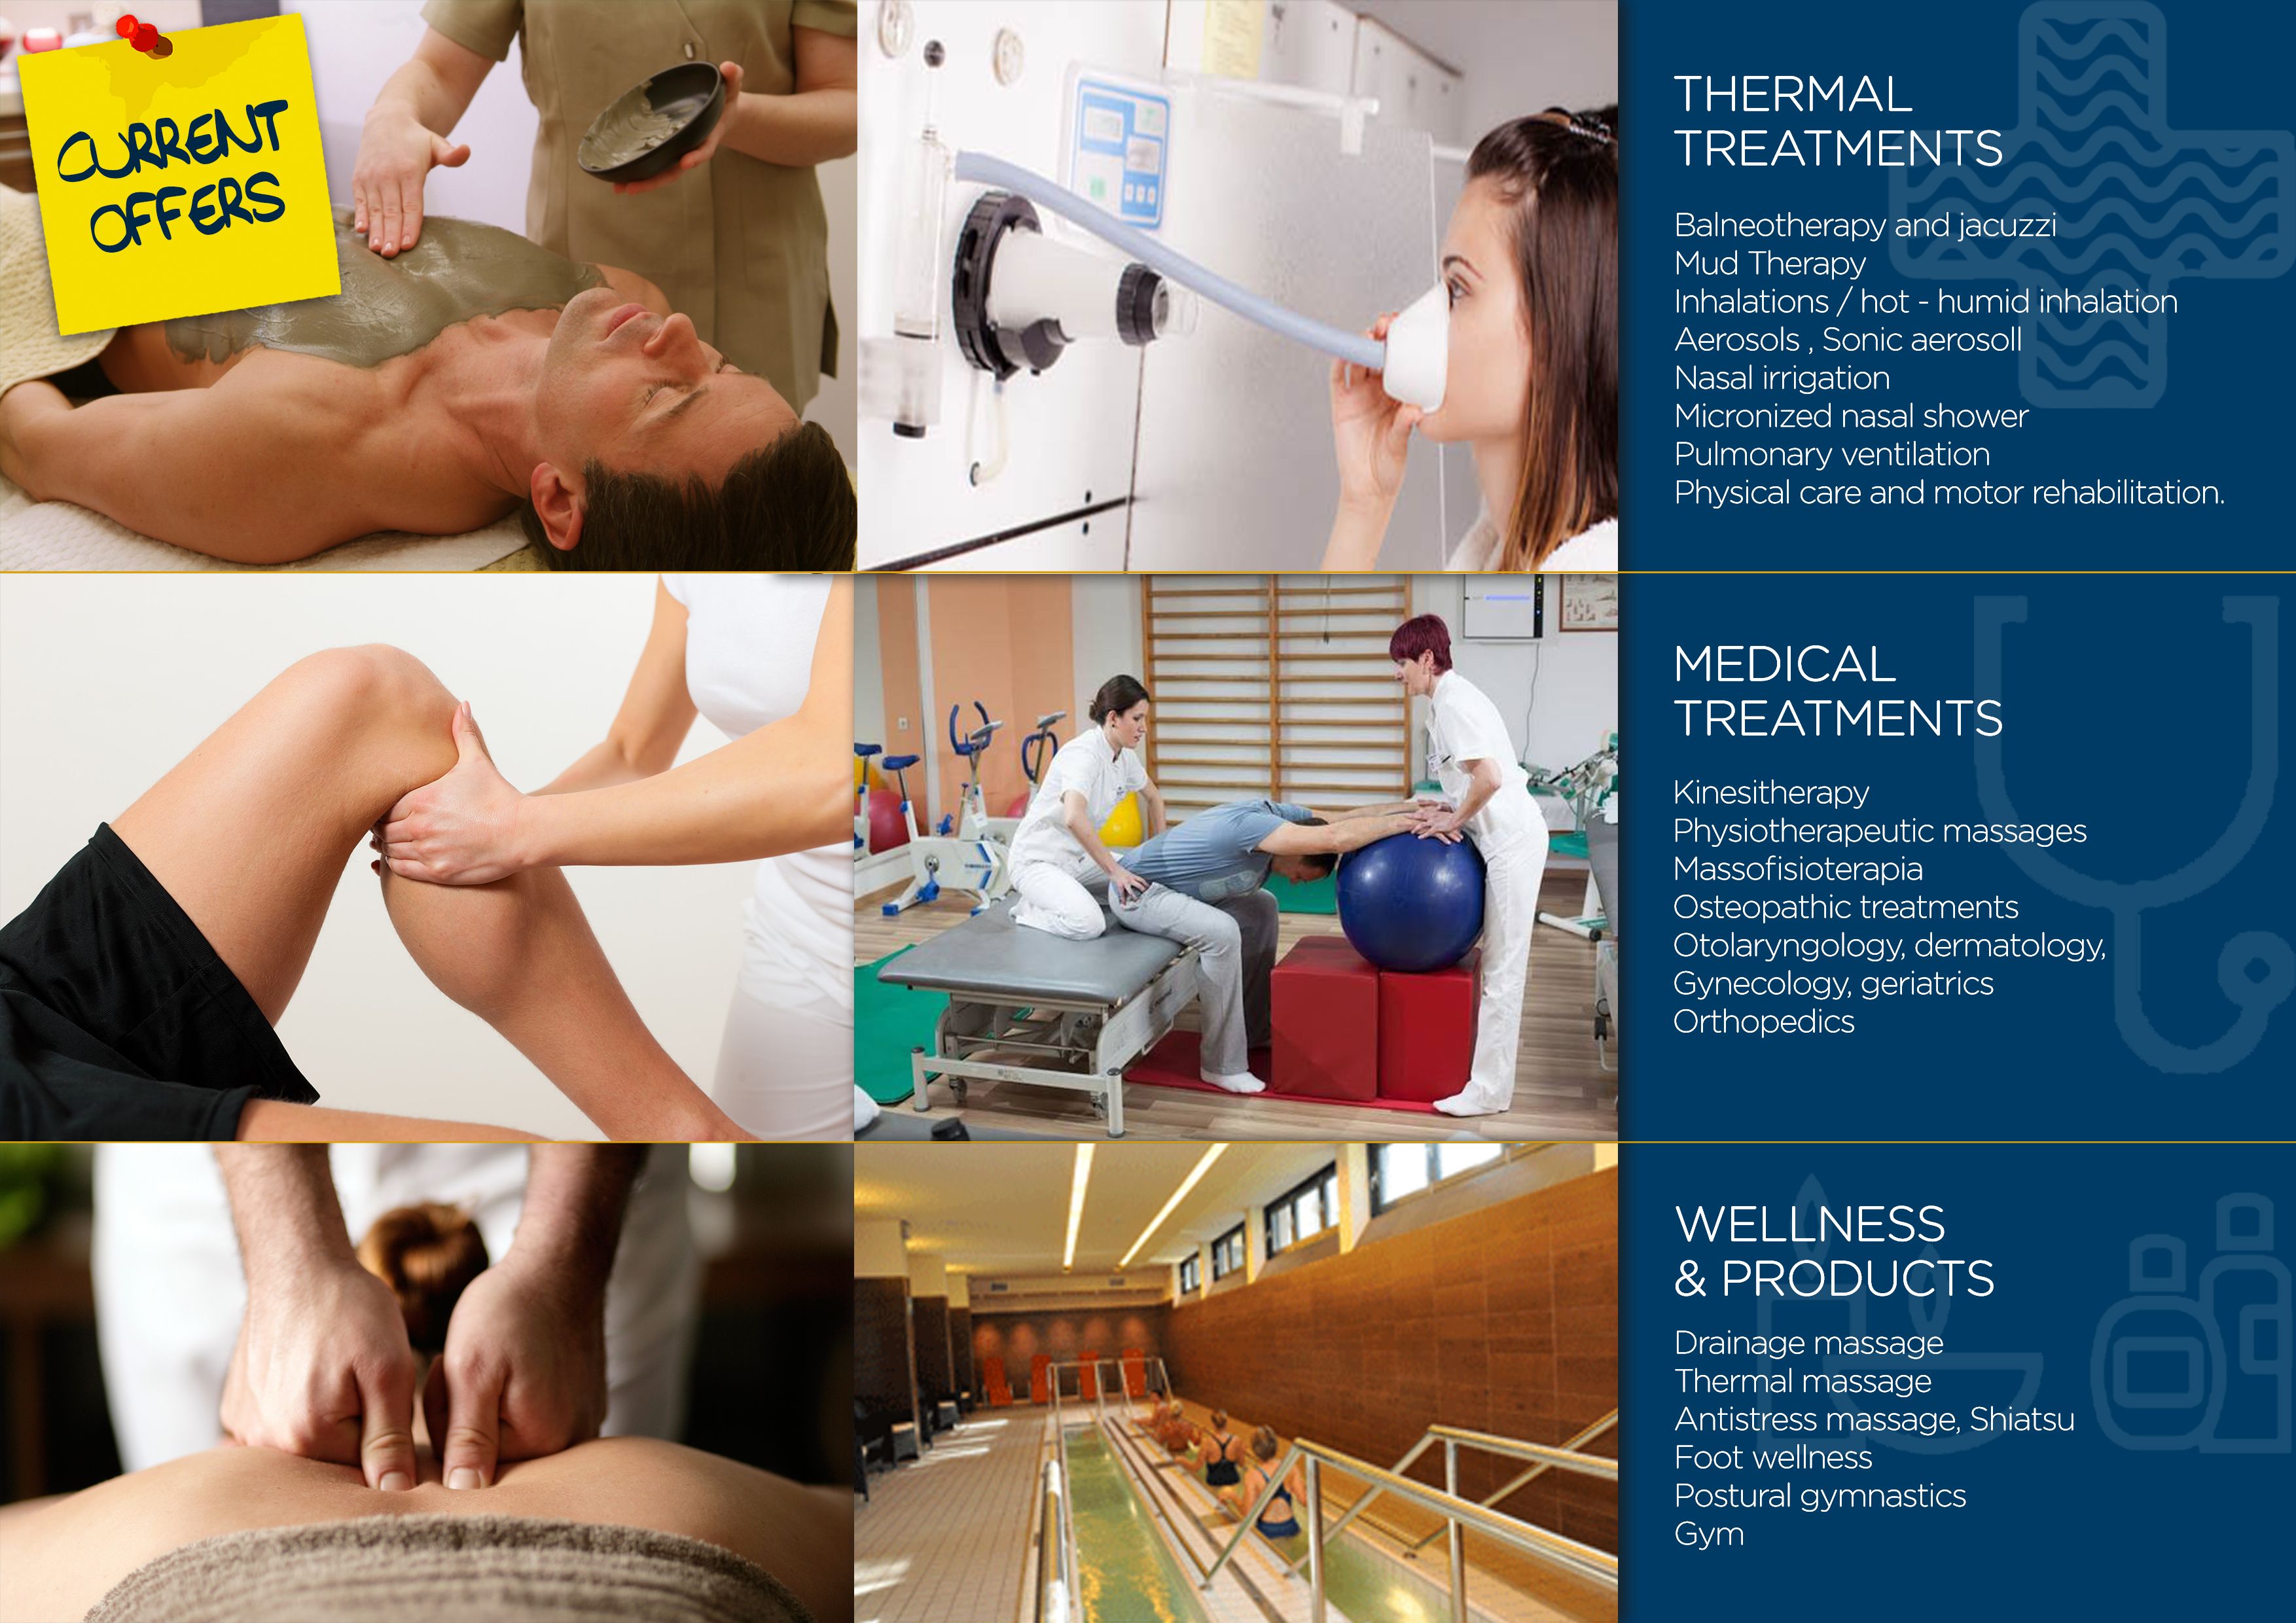 CURRENT
OFFERS
THERMAL
TREATMENTS
Balneotherapy and jacuzzi
Mud Therapy
Inhalations / hot - humid inhalation
Aerosols , Sonic aerosoll
Nasal irrigation
Micronized nasal shower
Pulmonary ventilation
Physical care and motor rehabilitation.
MEDICAL
TREATMENTS
Kinesitherapy
Physiotherapeutic massages
Massofisioterapia
Osteopathic treatments
Otolaryngology, dermatology,
Gynecology, geriatrics
Orthopedics
WELLNESS
& PRODUCTS
Drainage massage
Thermal massage
Antistress massage, Shiatsu
Foot wellness
Postural gymnastics
Gym